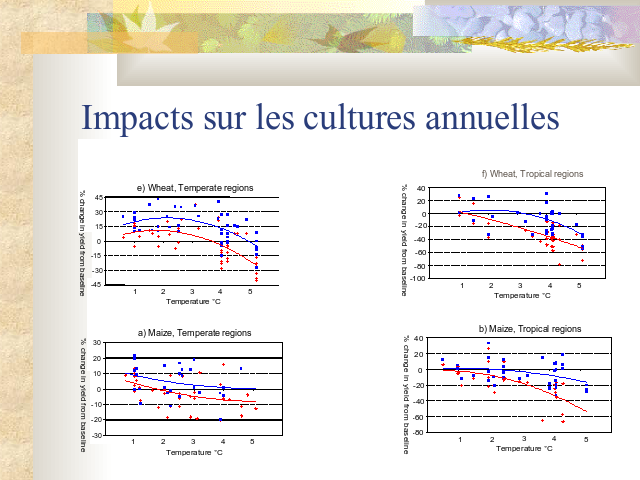 Impacts sur les cultures annuelles
e) Wheat, Temperate regions
% change in yield from baseline
45
30
15
0
-15
-30
-45
1 2 3 4 5
Temperature °C
f) Wheat, Tropical regions
% change in yield from baseline
40
20
0
-20
-40
-60
-80
-100
1 2 3 4 5
Temperature °C
a) Maize, Temperate regions
% change in yield from baseline
30
20
10
0
-10
-20
-30
1 2 3 4 5
Temperature °C
b) Maize, Tropical regions
% change in yield from baseline
40
20
0
-20
-40
-60
-80
1 2 3 4 5
Temperature °C